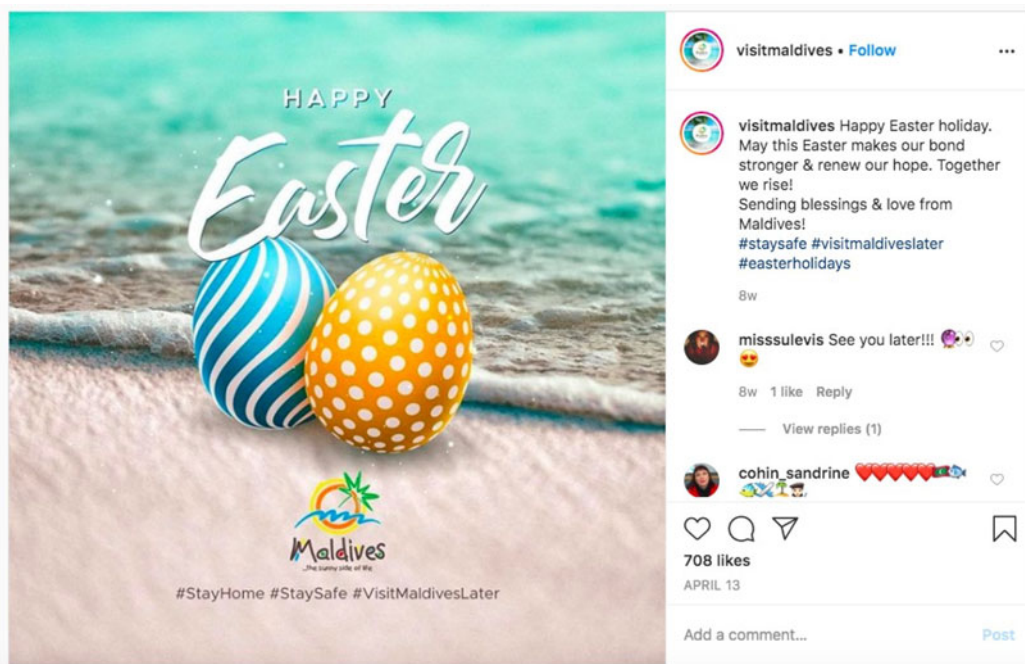 HAPPY
Easter
Maldives
...the sunny side of life
#StayHome #StaySafe #VisitMaldivesLater
visitmaldives • Follow
visitmaldives Happy Easter holiday.
May this Easter makes our bond
stronger & renew our hope. Together
we rise!
Sending blessings & love from
Maldives!
#staysafe #visitmaldiveslater
#easterholidays
8w
misssulevis See you later!!! 🔮👀
😍
8w 1 like Reply
View replies (1)
cohin_sandrine ❤️❤️❤️❤️❤️❤️🇲🇻🐟
708 likes
APRIL 13
Add a comment... Post